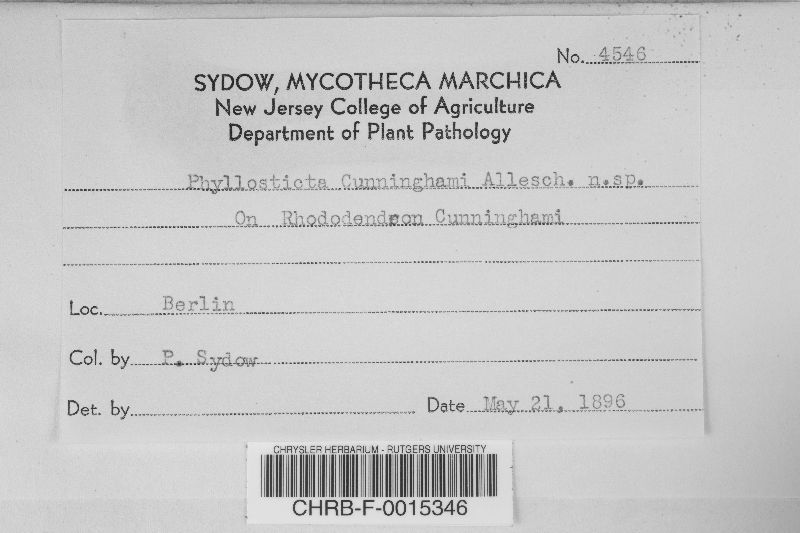 No. 4546
SYDOW, MYCOTHECA MARCHICA
New Jersey College of Agriculture
Department of Plant Pathology
Phyllosticta Cunninghami Allesch. n.sp.
On Rhododendron Cunninghami
Loc. Berlin
Col. by P. Sydow
Det. by
Date May 21, 1896
CHRYSLER HERBARIUM - RUTGERS UNIVERSITY
CHRB-F-0015346